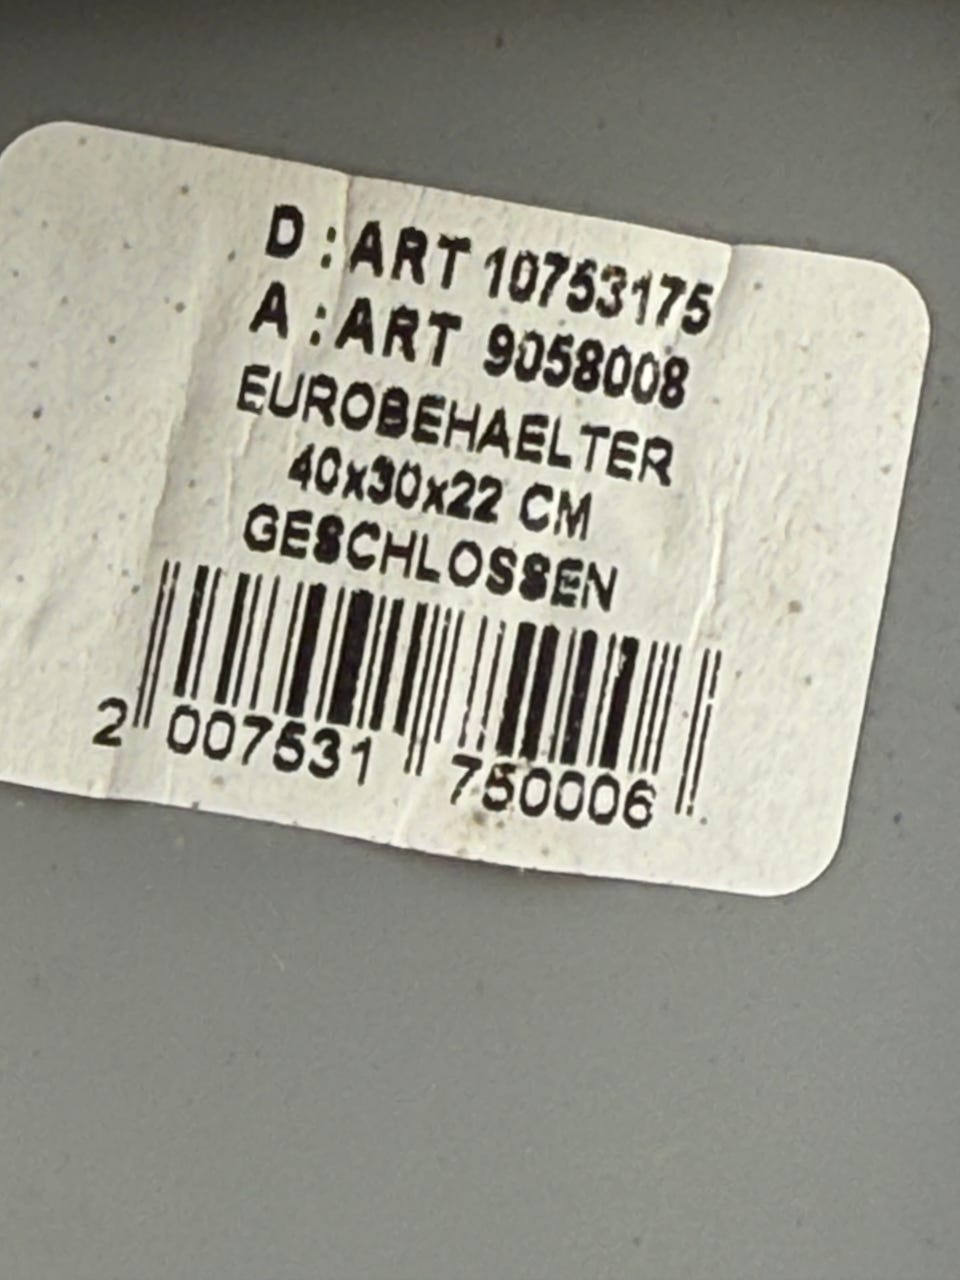 D : ART 10753175
A : ART 9058008
EUROBEHAELTER
40x30x22 CM
GESCHLOSSEN
2 007531 750006